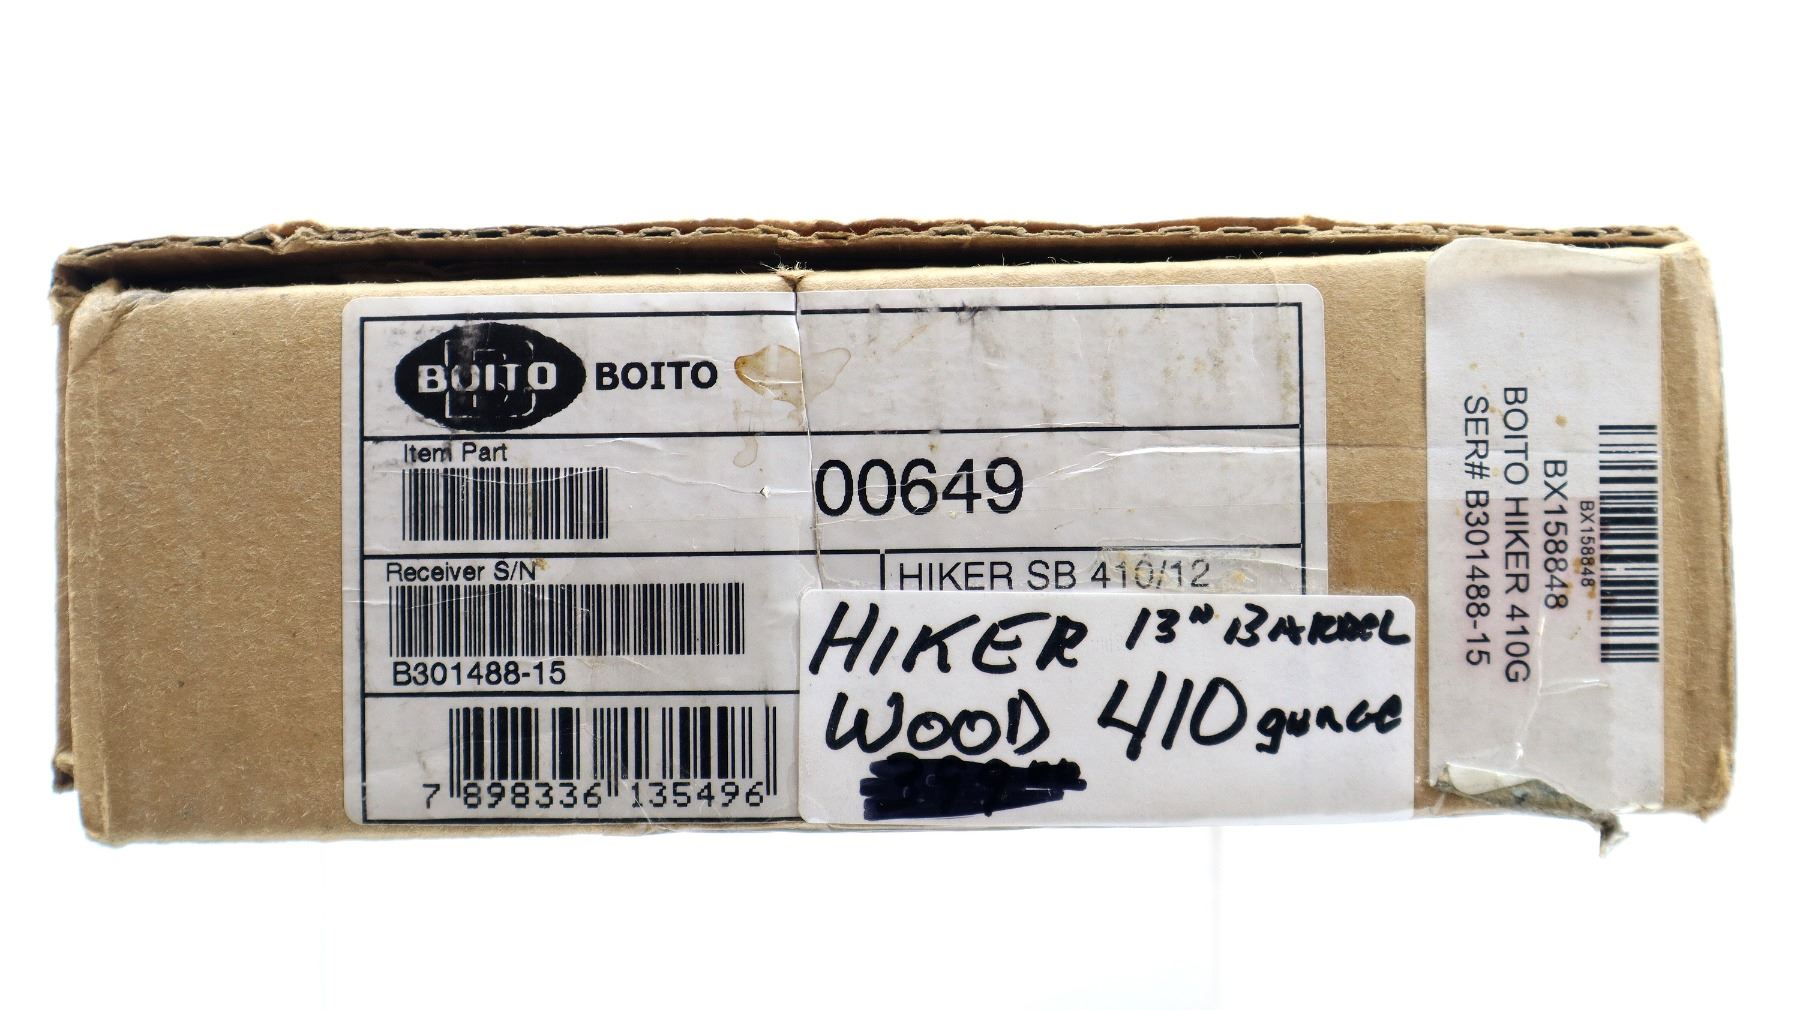 BOITO BOITO
Item Part
00649
Receiver S/N
B301488-15
HIKER SB 410/12
7 898336 135496
HIKER 13" BARREL
WOOD 410 gunge
BX158848
BX158848
BOITO HIKER 410G
SER# B301488-15